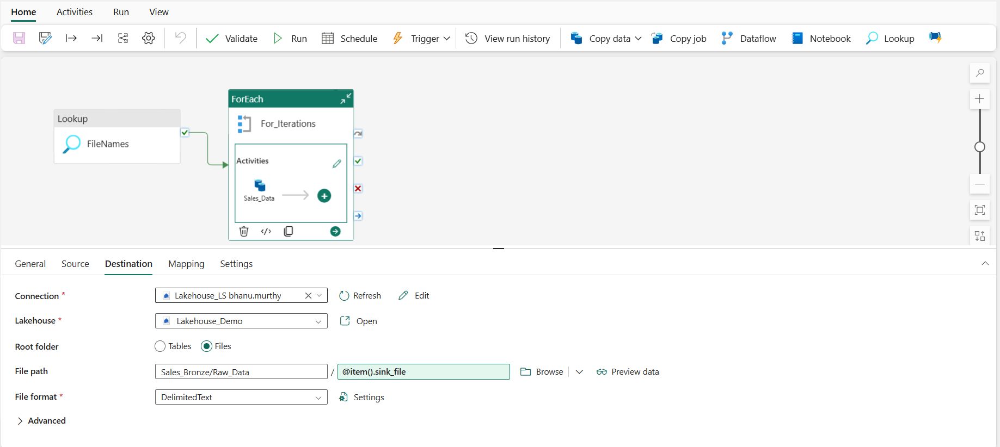 Home Activities Run View
Validate Run Schedule Trigger View run history Copy data Copy job Dataflow Notebook Lookup
ForEach
Lookup
For_Iterations
FileNames
Activities
Sales_Data
</>
General Source Destination Mapping Settings
Connection * Lakehouse_LS bhanu.murthy Refresh Edit
Lakehouse * Lakehouse_Demo Open
Root folder Tables Files
File path Sales_Bronze/Raw_Data / @item().sink_file Browse Preview data
File format * DelimitedText Settings
Advanced